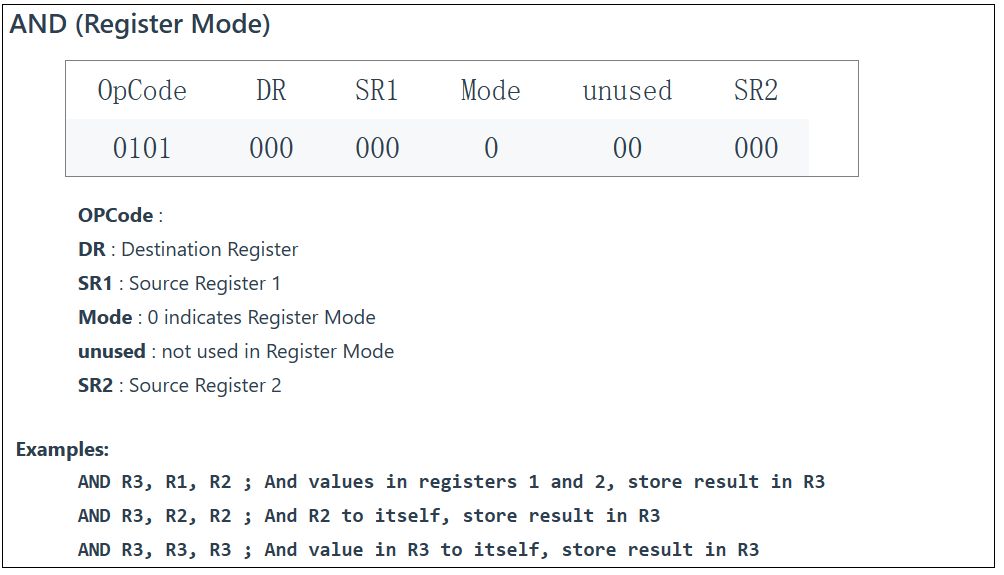 AND (Register Mode)
OpCode DR SR1 Mode unused SR2
0101 000 000 0 00 000
OPCode :
DR : Destination Register
SR1 : Source Register 1
Mode : 0 indicates Register Mode
unused : not used in Register Mode
SR2 : Source Register 2
Examples:
AND R3, R1, R2 ; And values in registers 1 and 2, store result in R3
AND R3, R2, R2 ; And R2 to itself, store result in R3
AND R3, R3, R3 ; And value in R3 to itself, store result in R3